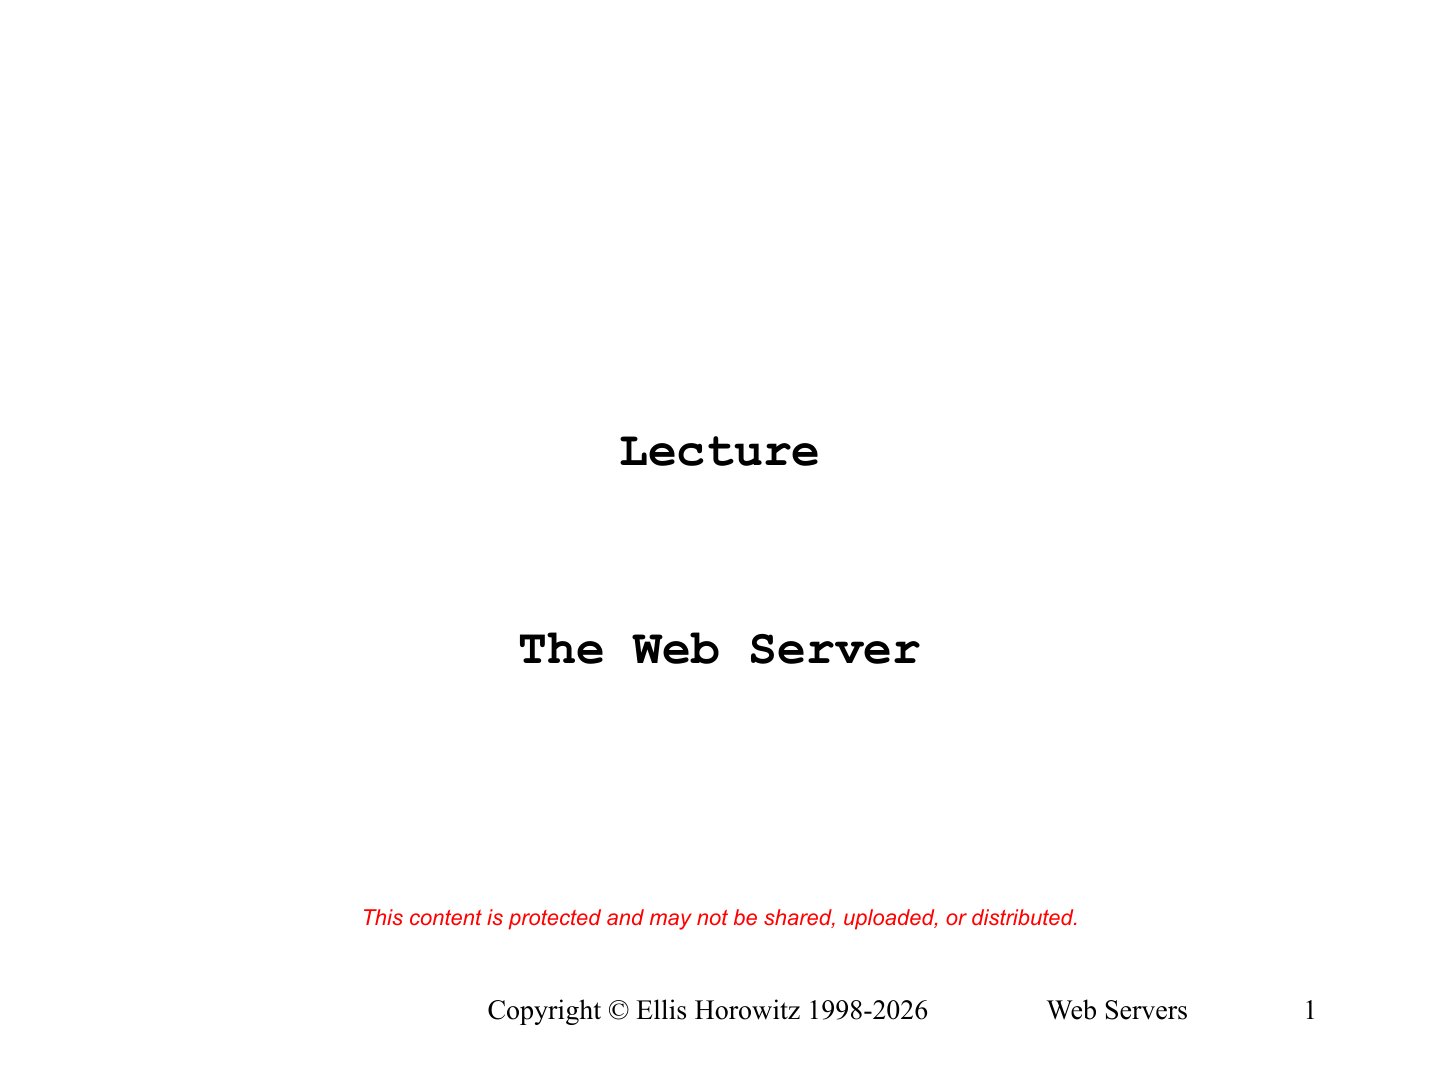 Lecture
The Web Server
This content is protected and may not be shared, uploaded, or distributed.
Copyright © Ellis Horowitz 1998-2026 Web Servers 1